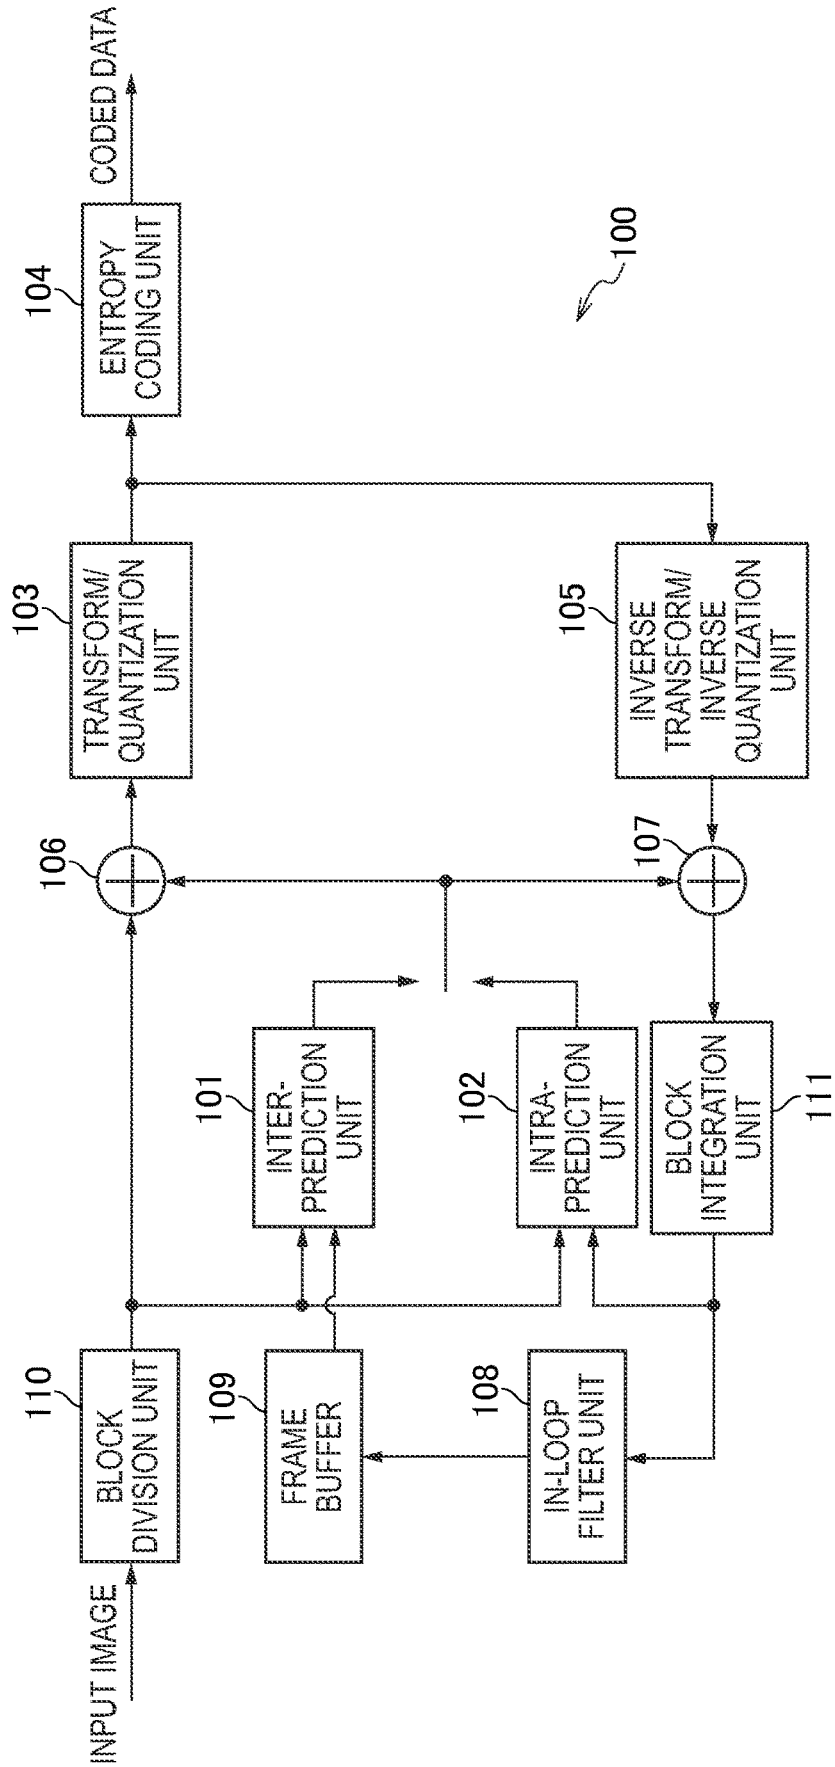 INPUT IMAGE
110
BLOCK
DIVISION UNIT
106
103
TRANSFORM/
QUANTIZATION
UNIT
104
ENTROPY
CODING UNIT
CODED DATA
109
FRAME
BUFFER
101
INTER-
PREDICTION
UNIT
100
108
IN-LOOP
FILTER UNIT
102
INTRA-
PREDICTION
UNIT
107
105
INVERSE
TRANSFORM/
INVERSE
QUANTIZATION
UNIT
BLOCK
INTEGRATION
UNIT
111